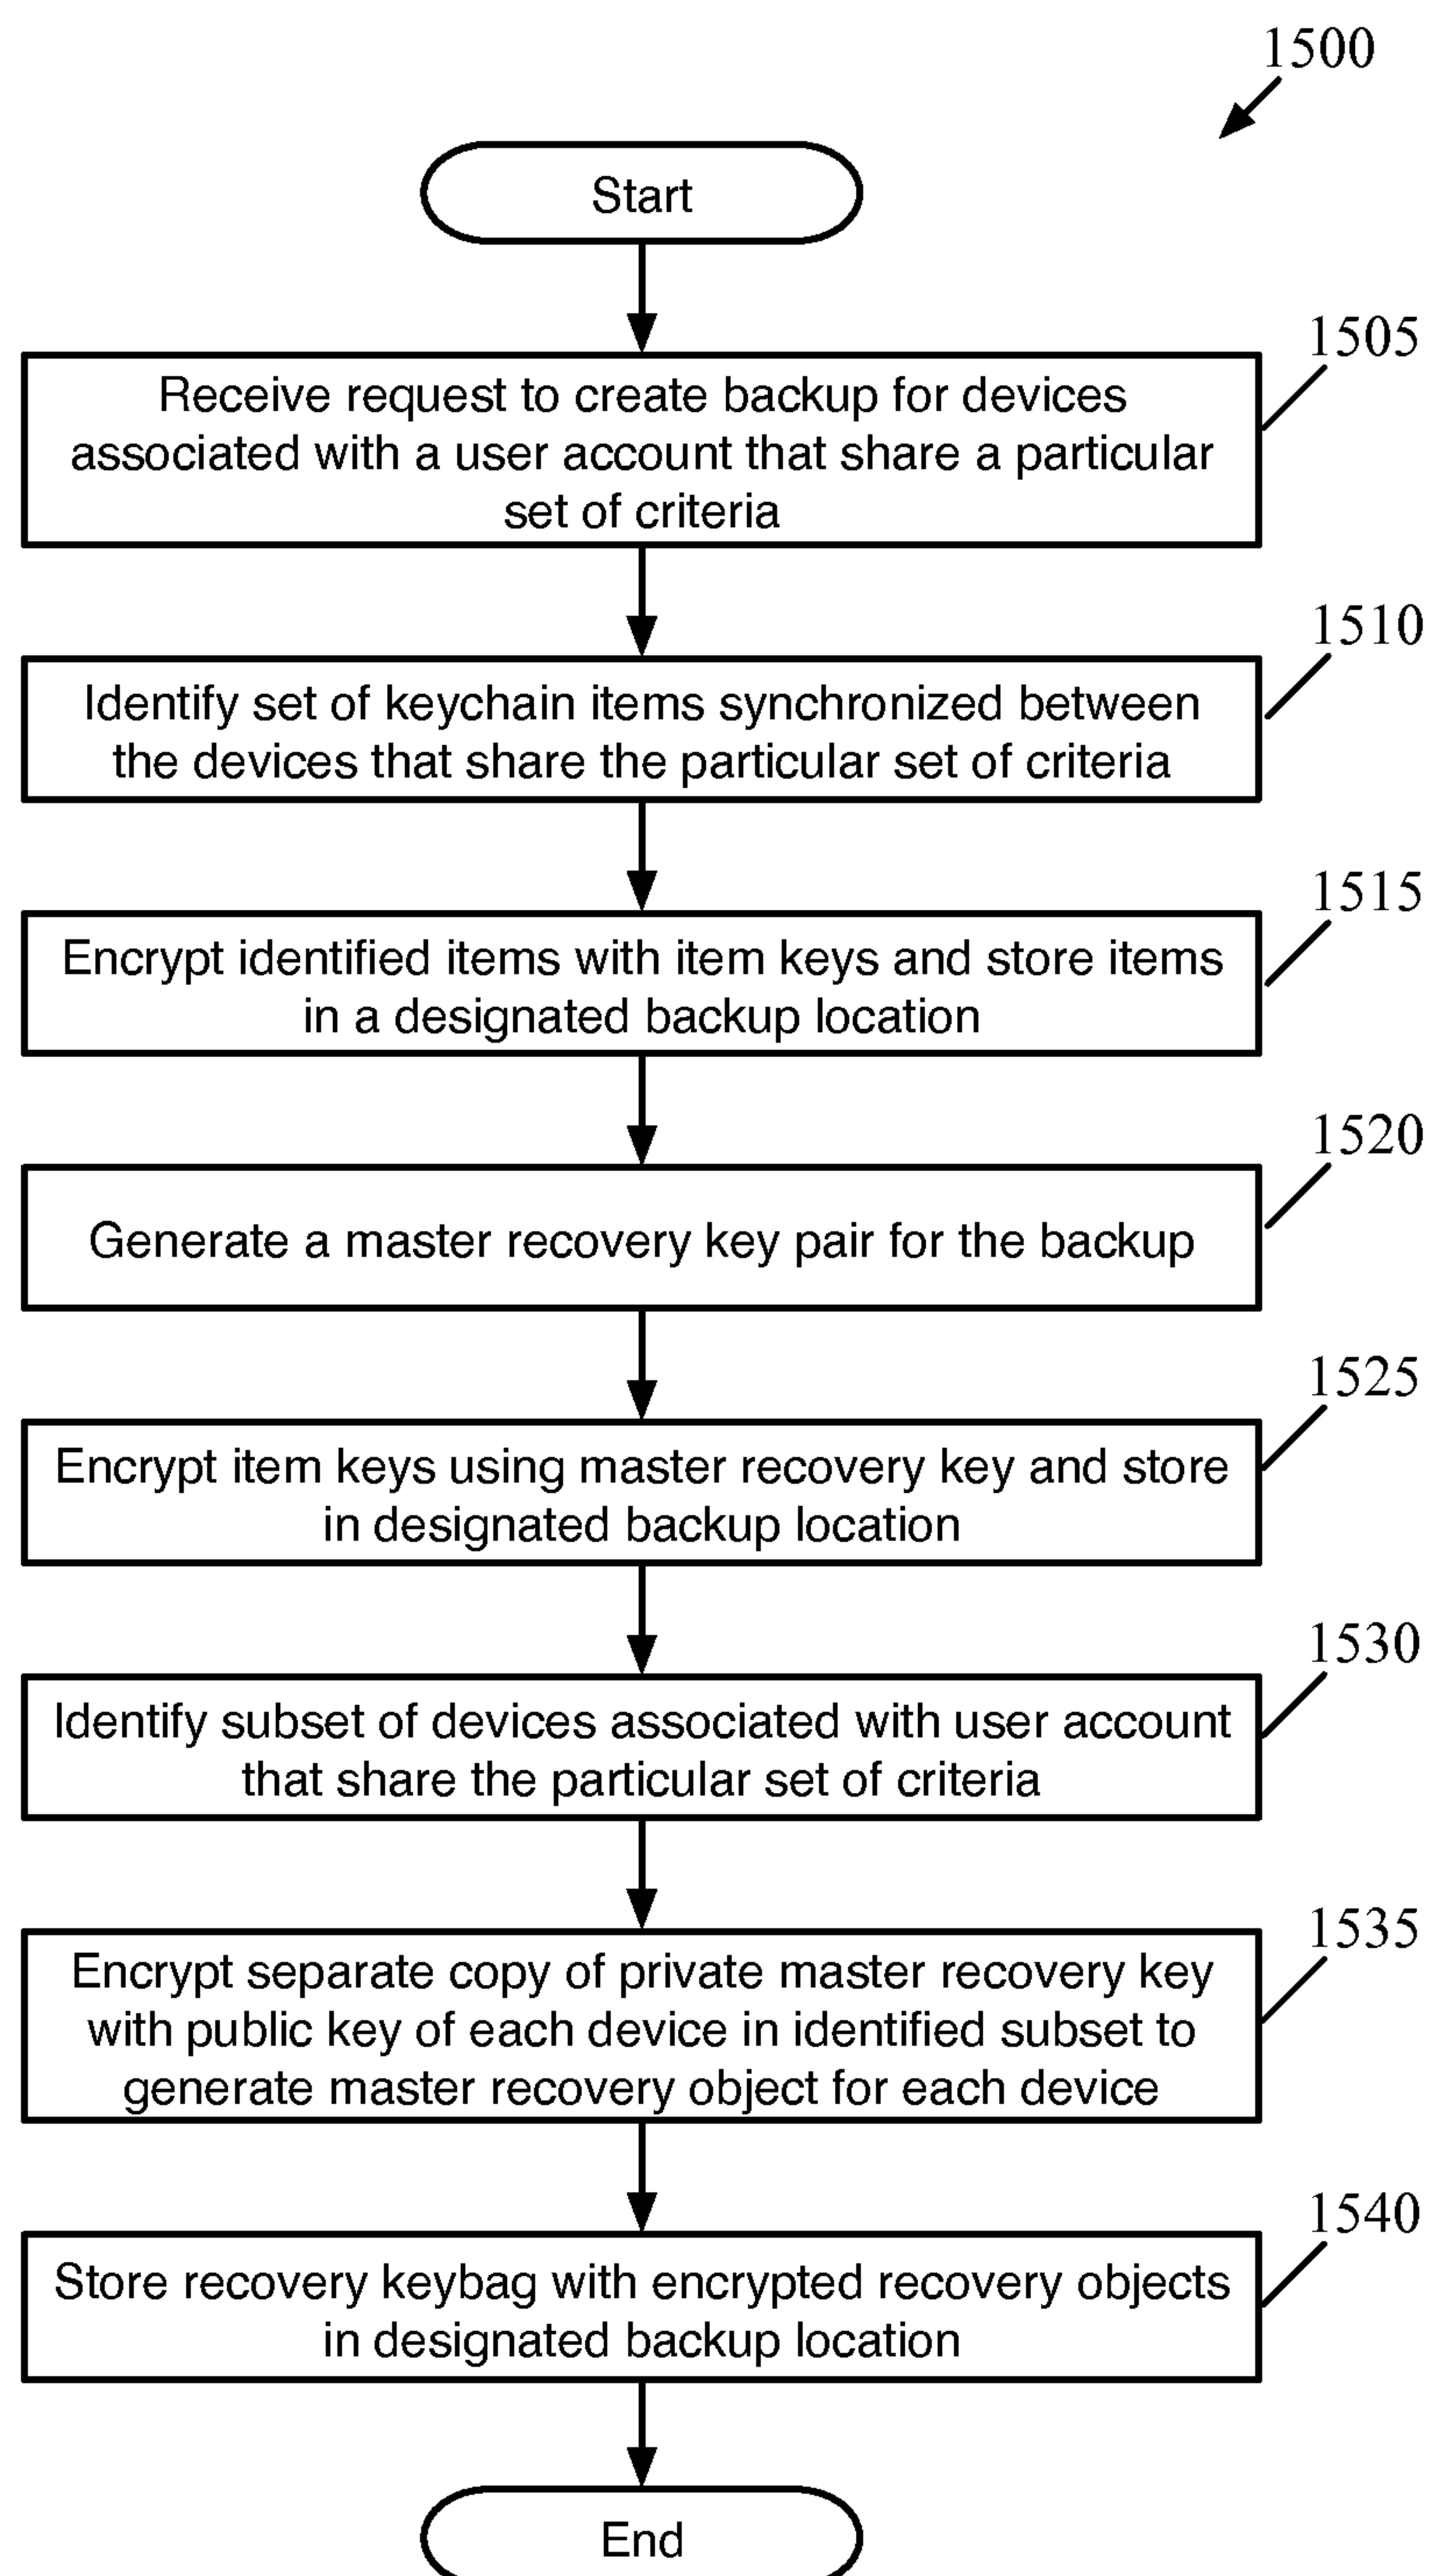 1500
Start
1505
Receive request to create backup for devices
associated with a user account that share a particular
set of criteria
1510
Identify set of keychain items synchronized between
the devices that share the particular set of criteria
1515
Encrypt identified items with item keys and store items
in a designated backup location
1520
Generate a master recovery key pair for the backup
1525
Encrypt item keys using master recovery key and store
in designated backup location
1530
Identify subset of devices associated with user account
that share the particular set of criteria
1535
Encrypt separate copy of private master recovery key
with public key of each device in identified subset to
generate master recovery object for each device
1540
Store recovery keybag with encrypted recovery objects
in designated backup location
End